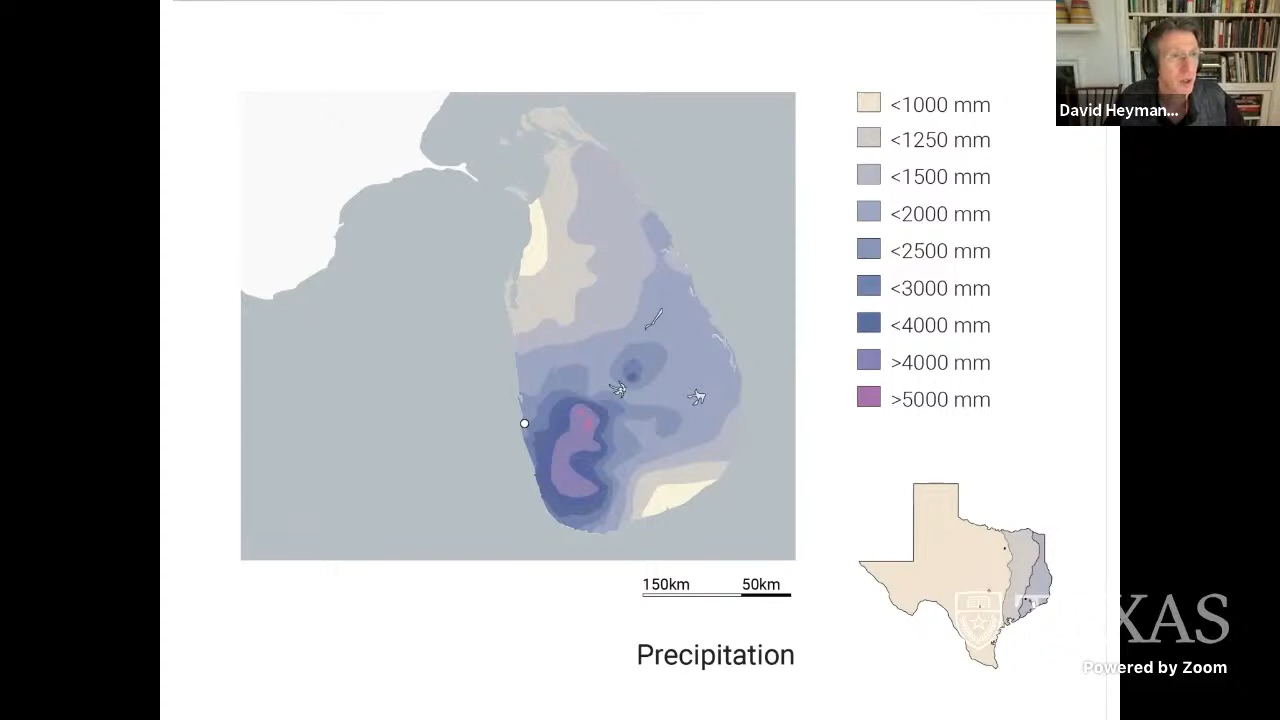 David Heyman...
<1000 mm
<1250 mm
<1500 mm
<2000 mm
<2500 mm
<3000 mm
<4000 mm
>4000 mm
>5000 mm
150km 50km
Precipitation
TEXAS
Powered by Zoom